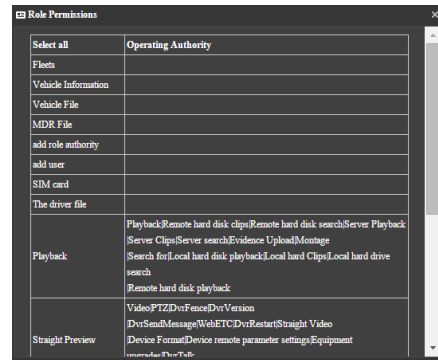 Role Permissions
Select all Operating Authority
Fleets
Vehicle Information
Vehicle File
MDR File
add role authority
add user
SIM card
The driver file
Playback|Remote hard disk clips|Remote hard disk search|Server Playback
|Server Clips|Server search|Evidence Upload|Montage
Playback
|Search for|Local hard disk playback|Local hard Clips|Local hard drive
search
|Remote hard disk playback
Video|PTZ|DvrFence|DvrVersion
|DvrSendMessage|WebETC|DvrRestart|Straight Video
Straight Preview
|Device Format|Device remote parameter settings|Equipment
upgrades|DvrTalk